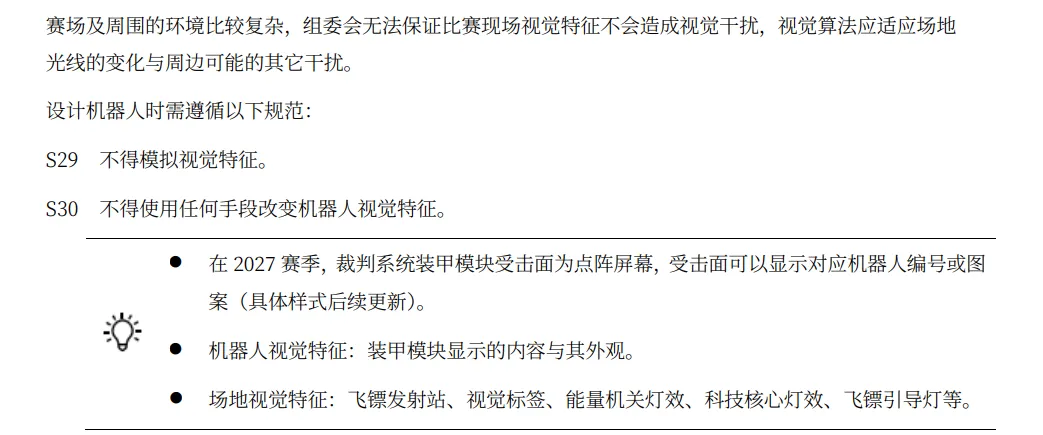 赛场及周围的环境比较复杂，组委会无法保证比赛现场视觉特征不会造成视觉干扰，视觉算法应适应场地
光线的变化与周边可能的其它干扰。
设计机器人时需遵循以下规范：
S29 不得模拟视觉特征。
S30 不得使用任何手段改变机器人视觉特征。
● 在 2027 赛季，裁判系统装甲模块受击面为点阵屏幕，受击面可以显示对应机器人编号或图
案（具体样式后续更新）。
● 机器人视觉特征：装甲模块显示的内容与其外观。
● 场地视觉特征：飞镖发射站、视觉标签、能量机关灯效、科技核心灯效、飞镖引导灯等。